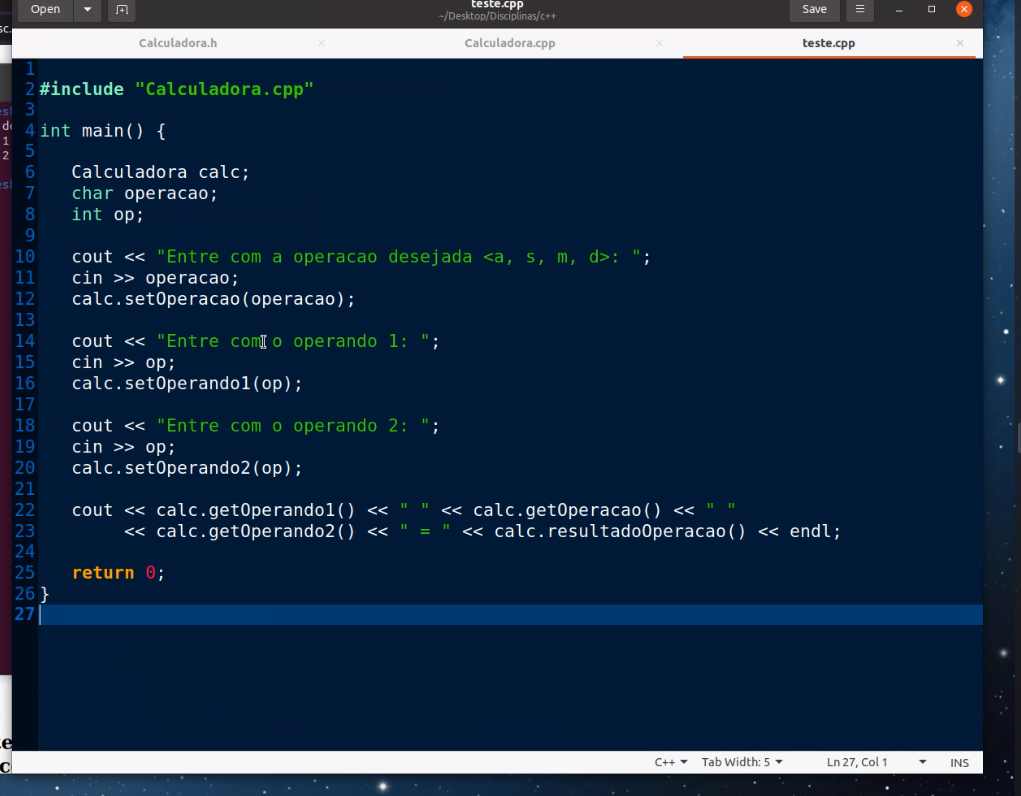 teste.cpp
Open
~/Desktop/Disciplinas/c++
Save
Calculadora.h
Calculadora.cpp
teste.cpp
1
2 #include "Calculadora.cpp"
3
4 int main() {
5
6 Calculadora calc;
7 char operacao;
8 int op;
9
10 cout << "Entre com a operacao desejada <a, s, m, d>: ";
11 cin >> operacao;
12 calc.setOperacao(operacao);
13
14 cout << "Entre com o operando 1: ";
15 cin >> op;
16 calc.setOperando1(op);
17
18 cout << "Entre com o operando 2: ";
19 cin >> op;
20 calc.setOperando2(op);
21
22 cout << calc.getOperando1() << " " << calc.getOperacao() << " "
23 << calc.getOperando2() << " = " << calc.resultadoOperacao() << endl;
24
25 return 0;
26 }
27
C++ Tab Width: 5 Ln 27, Col 1 INS